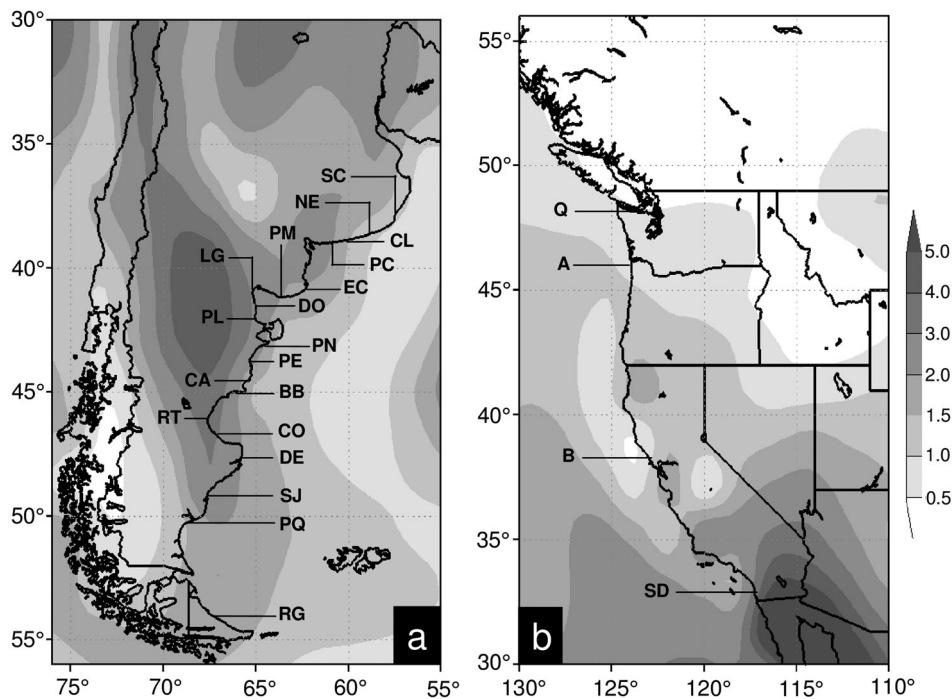 30°
35°
40°
45°
50°
55°
75°
70°
65°
60°
55°
SC
NE
PM
CL
LG
PC
EC
DO
PL
PN
PE
CA
BB
RT
CO
DE
SJ
PQ
RG
a
55°
50°
45°
40°
35°
30°
130°
125°
120°
115°
110°
Q
A
B
SD
b
5.0
4.0
3.0
2.0
1.5
1.0
0.5